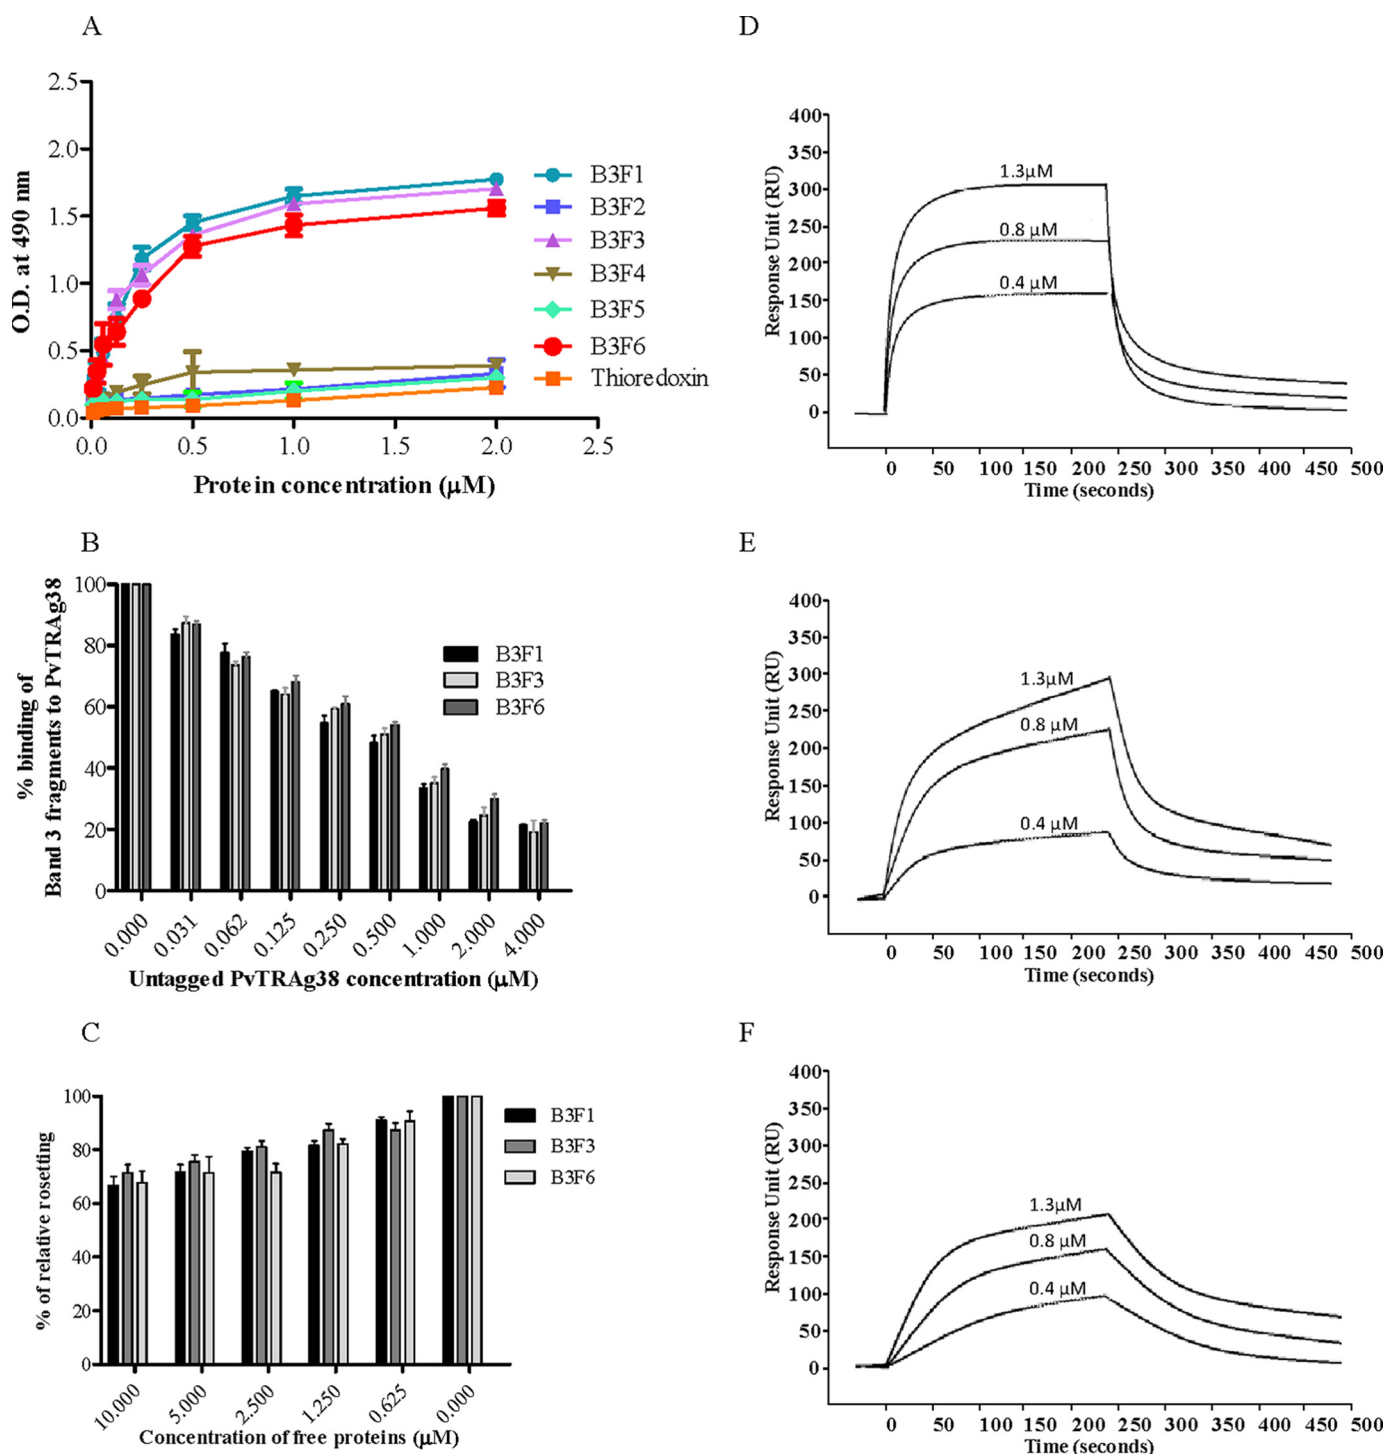 A
2.5
2.0
1.5
1.0
0.5
0.0
O.D. at 490 nm
0.0 0.5 1.0 1.5 2.0 2.5
Protein concentration (μM)
B3F1
B3F2
B3F3
B3F4
B3F5
B3F6
Thioredoxin
B
100
80
60
40
20
0
% binding of
Band 3 fragments to PvTRAg38
B3F1
B3F3
B3F6
0.000 0.031 0.062 0.125 0.250 0.500 1.000 2.000 4.000
Untagged PvTRAg38 concentration (μM)
C
100
80
60
40
20
0
% of relative rosetting
B3F1
B3F3
B3F6
10.000 5.000 2.500 1.250 0.625 0.000
Concentration of free proteins (μM)
D
400
350
300
250
200
150
100
50
0
Response Unit (RU)
1.3μM
0.8 μM
0.4 μM
0 50 100 150 200 250 300 350 400 450 500
Time (seconds)
E
400
350
300
250
200
150
100
50
0
Response Unit (RU)
1.3μM
0.8 μM
0.4 μM
0 50 100 150 200 250 300 350 400 450 500
Time (seconds)
F
400
350
300
250
200
150
100
50
0
Response Unit (RU)
1.3μM
0.8 μM
0.4 μM
0 50 100 150 200 250 300 350 400 450 500
Time (seconds)